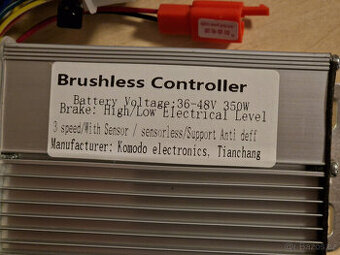 Brushless Controller
Battery Voltage:36-48V 350W
Brake: High/Low Electrical Level
3 speed/With Sensor / sensorless/Support Anti deff
Manufacturer: Komodo electronics. Tianchang